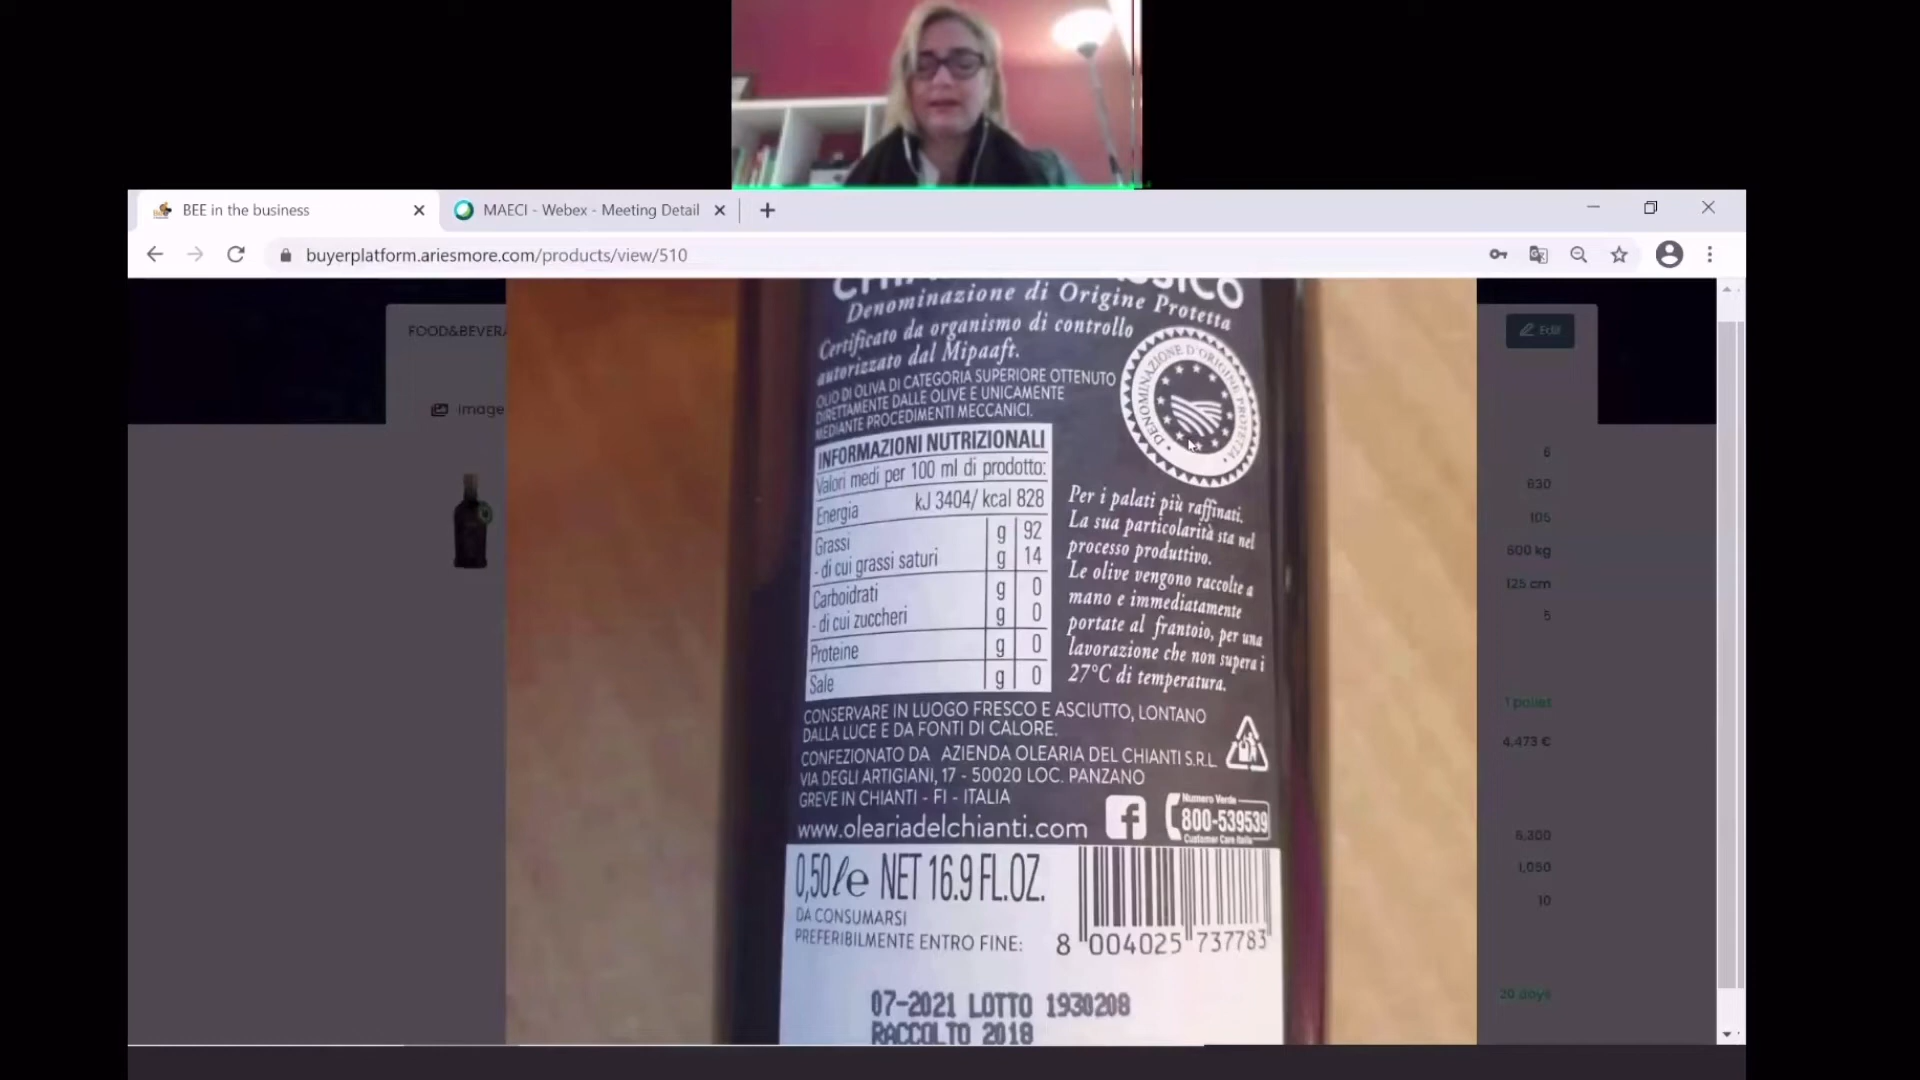 BEE in the business
MAECI - Webex - Meeting Detail
buyerplatform.ariesmore.com/products/view/510
FOOD&BEVERA
Image
Edit
6
630
105
600 kg
125 cm
5
1 pallet
4,473 €
6,300
1,050
10
20 days
Denominazione di Origine Protetta
Certificato da organismo di controllo
autorizzato dal Mipaaft.
OLIO DI OLIVA DI CATEGORIA SUPERIORE OTTENUTO
DIRETTAMENTE DALLE OLIVE E UNICAMENTE
MEDIANTE PROCEDIMENTI MECCANICI.
DENOMINAZIONE D'ORIGINE PROTETTA
INFORMAZIONI NUTRIZIONALI
Valori medi per 100 ml di prodotto:
Energia kJ 3404/ kcal 828
Grassi g 92
- di cui grassi saturi g 14
Carboidrati g 0
- di cui zuccheri g 0
Proteine g 0
Sale g 0
Per i palati più raffinati.
La sua particolarità sta nel
processo produttivo.
Le olive vengono raccolte a
mano e immediatamente
portate al frantoio, per una
lavorazione che non supera i
27°C di temperatura.
CONSERVARE IN LUOGO FRESCO E ASCIUTTO, LONTANO
DALLA LUCE E DA FONTI DI CALORE.
CONFEZIONATO DA AZIENDA OLEARIA DEL CHIANTI S.R.L.
VIA DEGLI ARTIGIANI, 17 - 50020 LOC. PANZANO
GREVE IN CHIANTI - FI - ITALIA
www.oleariadelchianti.com
Numero Verde
800-539539
Customer Care Italia
0,50 l e NET 16.9 FL.OZ.
DA CONSUMARSI
PREFERIBILMENTE ENTRO FINE:
8 004025 737783
07-2021 LOTTO 1930208
RACCOLTO 2018